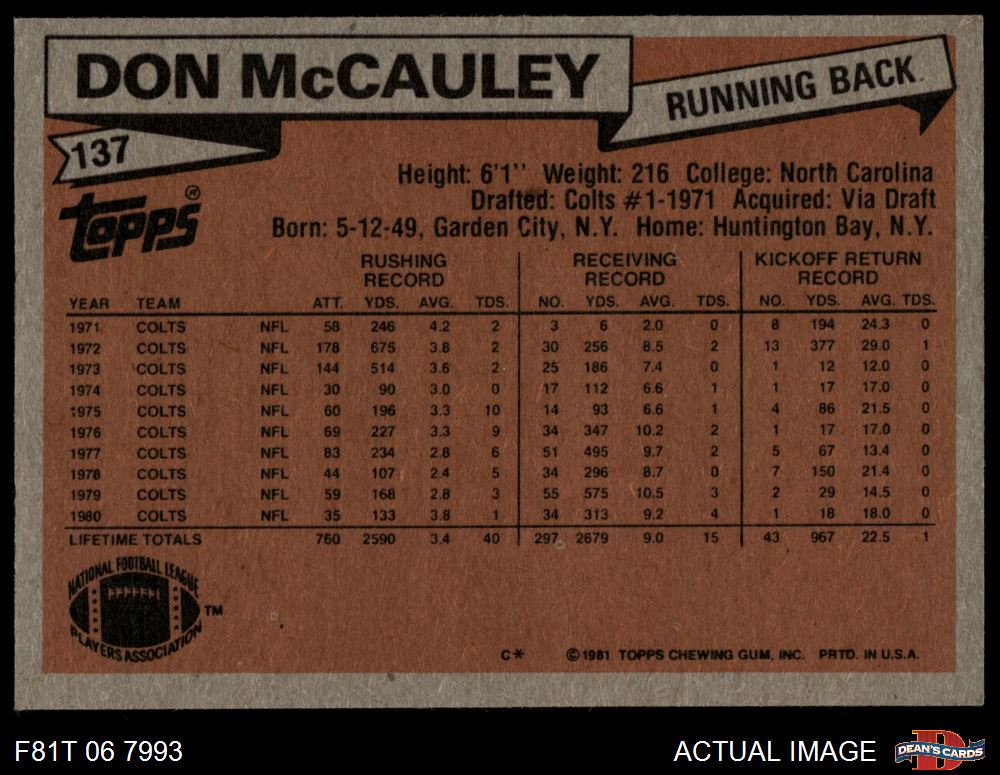 DON McCAULEY
RUNNING BACK
137
TOPPS®
Height: 6'1'' Weight: 216 College: North Carolina
Drafted: Colts #1-1971 Acquired: Via Draft
Born: 5-12-49, Garden City, N.Y. Home: Huntington Bay, N.Y.
RUSHING RECORD RECEIVING RECORD KICKOFF RETURN RECORD
YEAR TEAM ATT. YDS. AVG. TDS. NO. YDS. AVG. TDS. NO. YDS. AVG. TDS.
1971 COLTS NFL 58 246 4.2 2 3 6 2.0 0 8 194 24.3 0
1972 COLTS NFL 178 675 3.8 2 30 256 8.5 2 13 377 29.0 1
1973 COLTS NFL 144 514 3.6 2 25 186 7.4 0 1 12 12.0 0
1974 COLTS NFL 30 90 3.0 0 17 112 6.6 1 1 17 17.0 0
1975 COLTS NFL 60 196 3.3 10 14 93 6.6 1 4 86 21.5 0
1976 COLTS NFL 69 227 3.3 9 34 347 10.2 2 1 17 17.0 0
1977 COLTS NFL 83 234 2.8 6 51 495 9.7 2 5 67 13.4 0
1978 COLTS NFL 44 107 2.4 5 34 296 8.7 0 7 150 21.4 0
1979 COLTS NFL 59 168 2.8 3 55 575 10.5 3 2 29 14.5 0
1980 COLTS NFL 35 133 3.8 1 34 313 9.2 4 1 18 18.0 0
LIFETIME TOTALS 760 2590 3.4 40 297 2679 9.0 15 43 967 22.5 1
NATIONAL FOOTBALL LEAGUE
PLAYERS ASSOCIATION ™
C* ©1981 TOPPS CHEWING GUM, INC. PRTD. IN U.S.A.
F81T 06 7993
ACTUAL IMAGE
D
DEAN'S CARDS